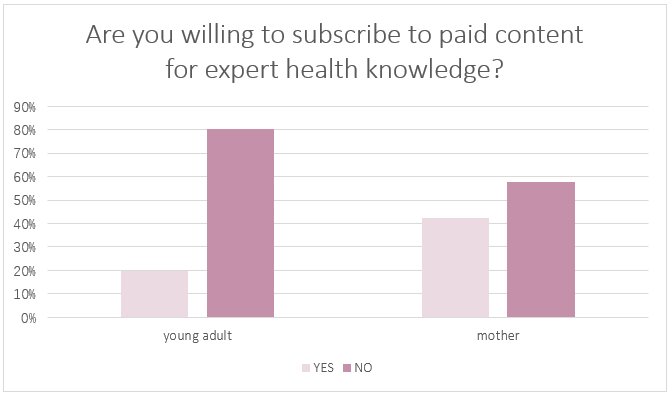 Are you willing to subscribe to paid content
for expert health knowledge?
90%
80%
70%
60%
50%
40%
30%
20%
10%
0%
young adult
mother
YES
NO